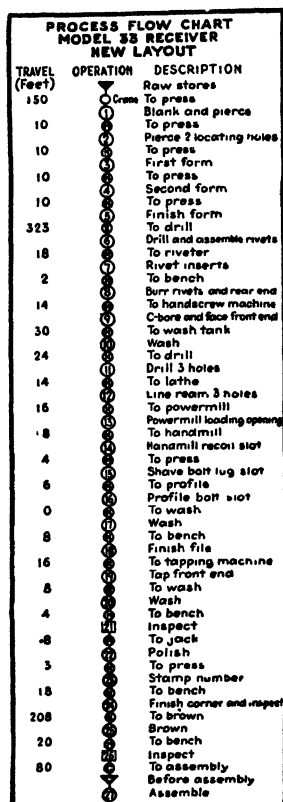 PROCESS FLOW CHART
MODEL 33 RECEIVER
NEW LAYOUT
TRAVEL (Feet) OPERATION DESCRIPTION
Raw stores
150 Crane To press
1 Blank and pierce
10 To press
2 Pierce 2 locating holes
10 To press
3 First form
10 To press
4 Second form
10 To press
5 Finish form
323 To drill
6 Drill and assemble rivets
18 To riveter
7 Rivet inserts
2 To bench
8 Burr rivets and rear end
14 To handscrew machine
9 C-bore and face front end
30 To wash tank
10 Wash
24 To drill
11 Drill 3 holes
14 To lathe
12 Line ream 3 holes
16 To powermill
13 Powermill loading opening
8 To handmill
14 Handmill recoil slot
4 To press
15 Shave bolt lug slot
6 To profile
16 Profile bolt slot
0 To wash
17 Wash
8 To bench
18 Finish file
16 To tapping machine
19 Tap front end
8 To wash
20 Wash
4 To bench
21 Inspect
8 To jack
22 Polish
3 To press
Stamp number
18 To bench
Finish corner and inspect
208 To brown
Brown
20 To bench
Inspect
80 To assembly
Before assembly
27 Assemble